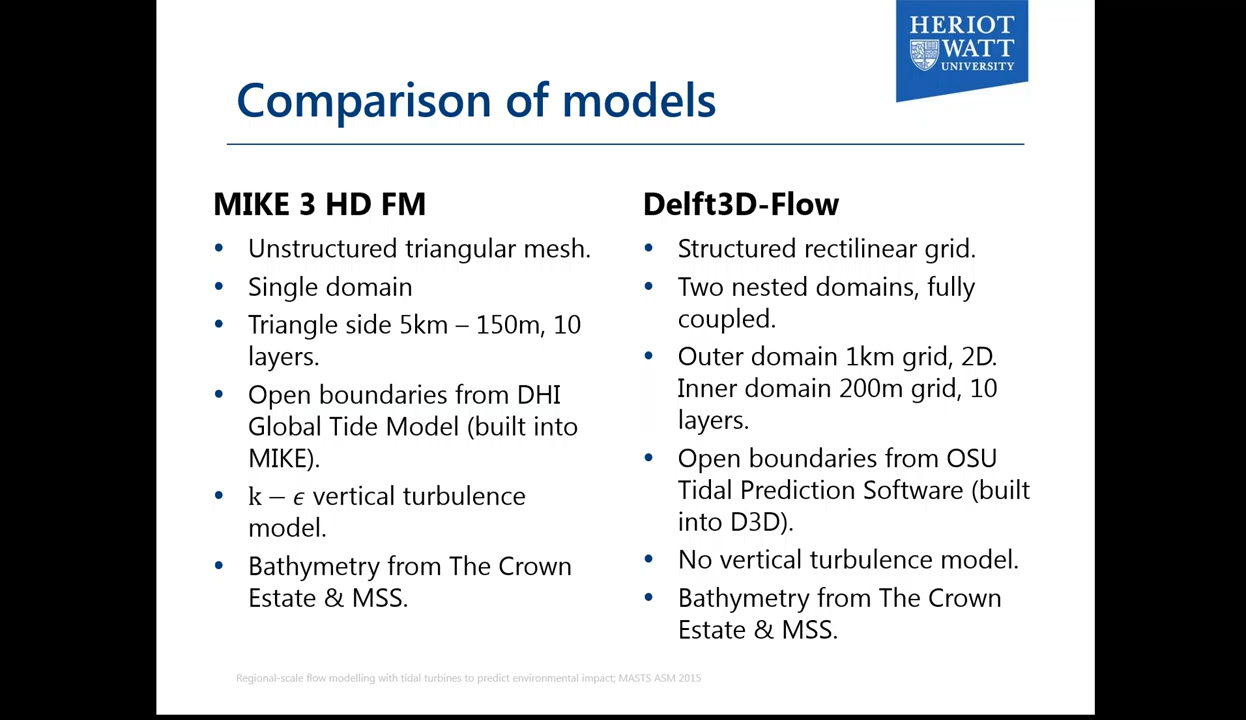 HERIOT
WATT
UNIVERSITY
Comparison of models
MIKE 3 HD FM
• Unstructured triangular mesh.
• Single domain
• Triangle side 5km – 150m, 10
layers.
• Open boundaries from DHI
Global Tide Model (built into
MIKE).
• k − ϵ vertical turbulence
model.
• Bathymetry from The Crown
Estate & MSS.
Delft3D-Flow
• Structured rectilinear grid.
• Two nested domains, fully
coupled.
• Outer domain 1km grid, 2D.
Inner domain 200m grid, 10
layers.
• Open boundaries from OSU
Tidal Prediction Software (built
into D3D).
• No vertical turbulence model.
• Bathymetry from The Crown
Estate & MSS.
Regional-scale flow modelling with tidal turbines to predict environmental impact; MASTS ASM 2015